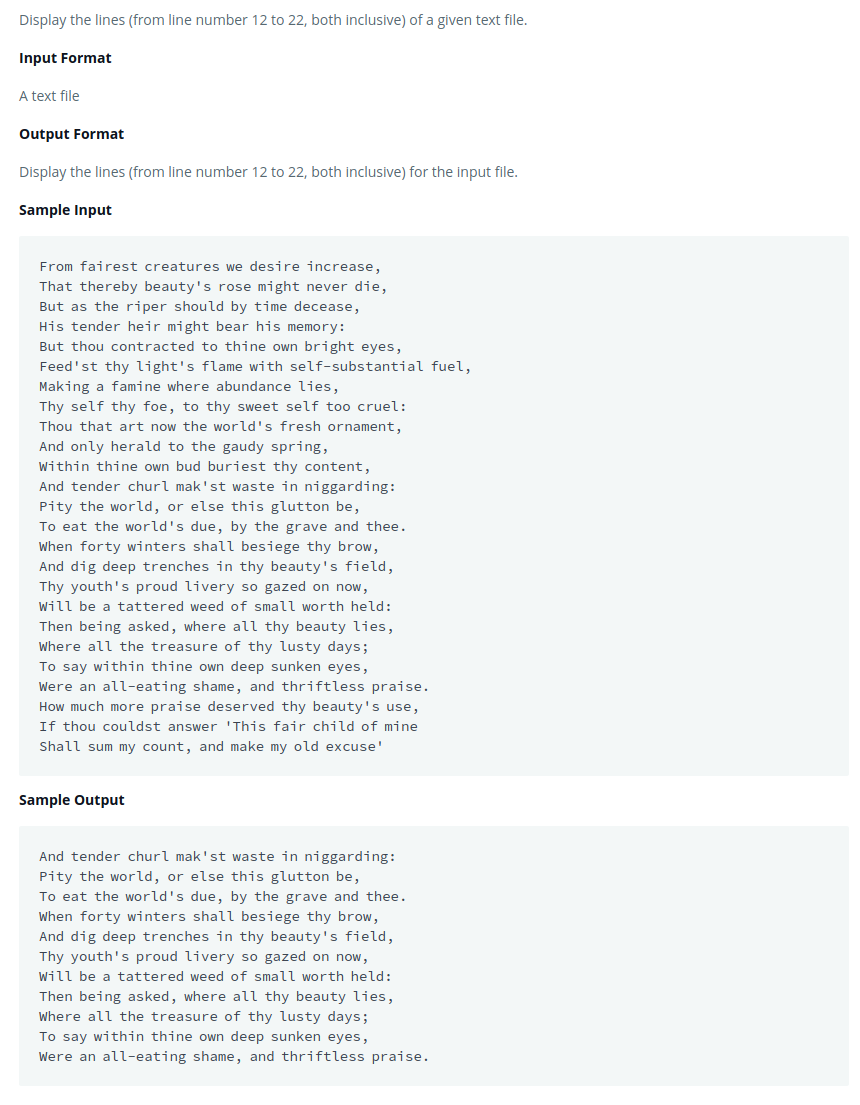 Display the lines (from line number 12 to 22, both inclusive) of a given text file.
Input Format
A text file
Output Format
Display the lines (from line number 12 to 22, both inclusive) for the input file.
Sample Input
From fairest creatures we desire increase,
That thereby beauty's rose might never die,
But as the riper should by time decease,
His tender heir might bear his memory:
But thou contracted to thine own bright eyes,
Feed'st thy light's flame with self-substantial fuel,
Making a famine where abundance lies,
Thy self thy foe, to thy sweet self too cruel:
Thou that art now the world's fresh ornament,
And only herald to the gaudy spring,
Within thine own bud buriest thy content,
And tender churl mak'st waste in niggarding:
Pity the world, or else this glutton be,
To eat the world's due, by the grave and thee.
When forty winters shall besiege thy brow,
And dig deep trenches in thy beauty's field,
Thy youth's proud livery so gazed on now,
Will be a tattered weed of small worth held:
Then being asked, where all thy beauty lies,
Where all the treasure of thy lusty days;
To say within thine own deep sunken eyes,
Were an all-eating shame, and thriftless praise.
How much more praise deserved thy beauty's use,
If thou couldst answer 'This fair child of mine
Shall sum my count, and make my old excuse'
Sample Output
And tender churl mak'st waste in niggarding:
Pity the world, or else this glutton be,
To eat the world's due, by the grave and thee.
When forty winters shall besiege thy brow,
And dig deep trenches in thy beauty's field,
Thy youth's proud livery so gazed on now,
Will be a tattered weed of small worth held:
Then being asked, where all thy beauty lies,
Where all the treasure of thy lusty days;
To say within thine own deep sunken eyes,
Were an all-eating shame, and thriftless praise.